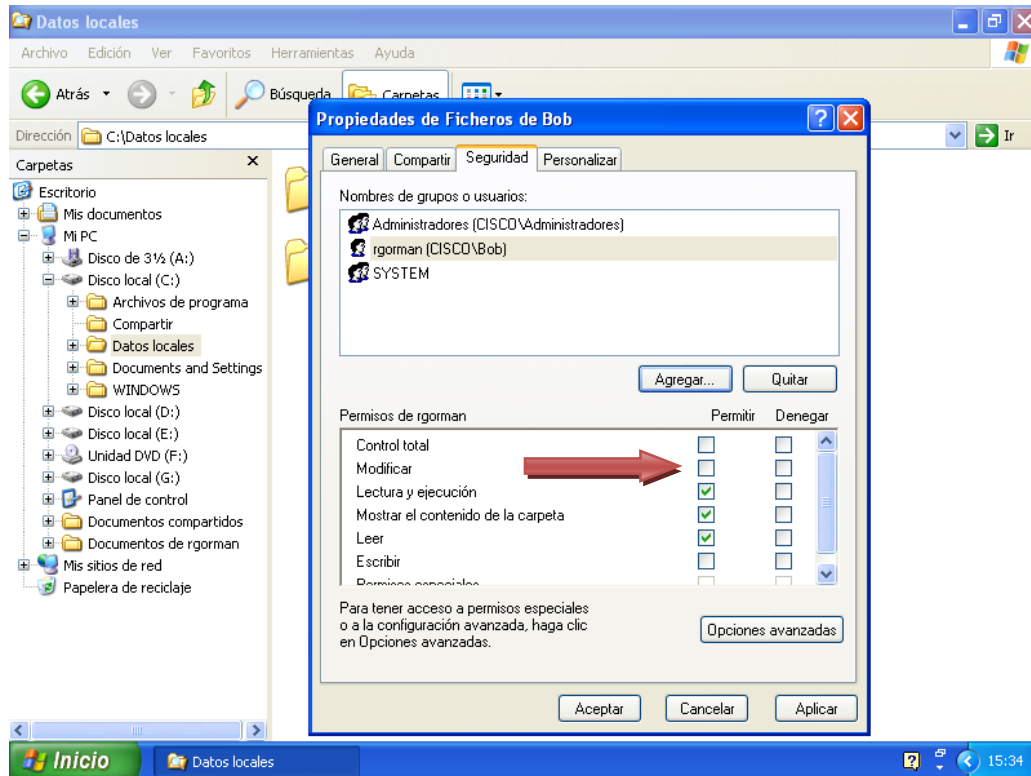 Datos locales
Archivo Edición Ver Favoritos Herramientas Ayuda
Atrás Búsqueda Carpetas
Dirección C:\Datos locales Ir
Carpetas
Escritorio
Mis documentos
Mi PC
Disco de 3½ (A:)
Disco local (C:)
Archivos de programa
Compartir
Datos locales
Documents and Settings
WINDOWS
Disco local (D:)
Disco local (E:)
Unidad DVD (F:)
Disco local (G:)
Panel de control
Documentos compartidos
Documentos de rgorman
Mis sitios de red
Papelera de reciclaje
Propiedades de Ficheros de Bob
General Compartir Seguridad Personalizar
Nombres de grupos o usuarios:
Administradores (CISCO\Administradores)
rgorman (CISCO\Bob)
SYSTEM
Agregar... Quitar
Permisos de rgorman Permitir Denegar
Control total
Modificar
Lectura y ejecución
Mostrar el contenido de la carpeta
Leer
Escribir
Permisos especiales
Para tener acceso a permisos especiales
o a la configuración avanzada, haga clic
en Opciones avanzadas.
Opciones avanzadas
Aceptar Cancelar Aplicar
Inicio Datos locales 15:34